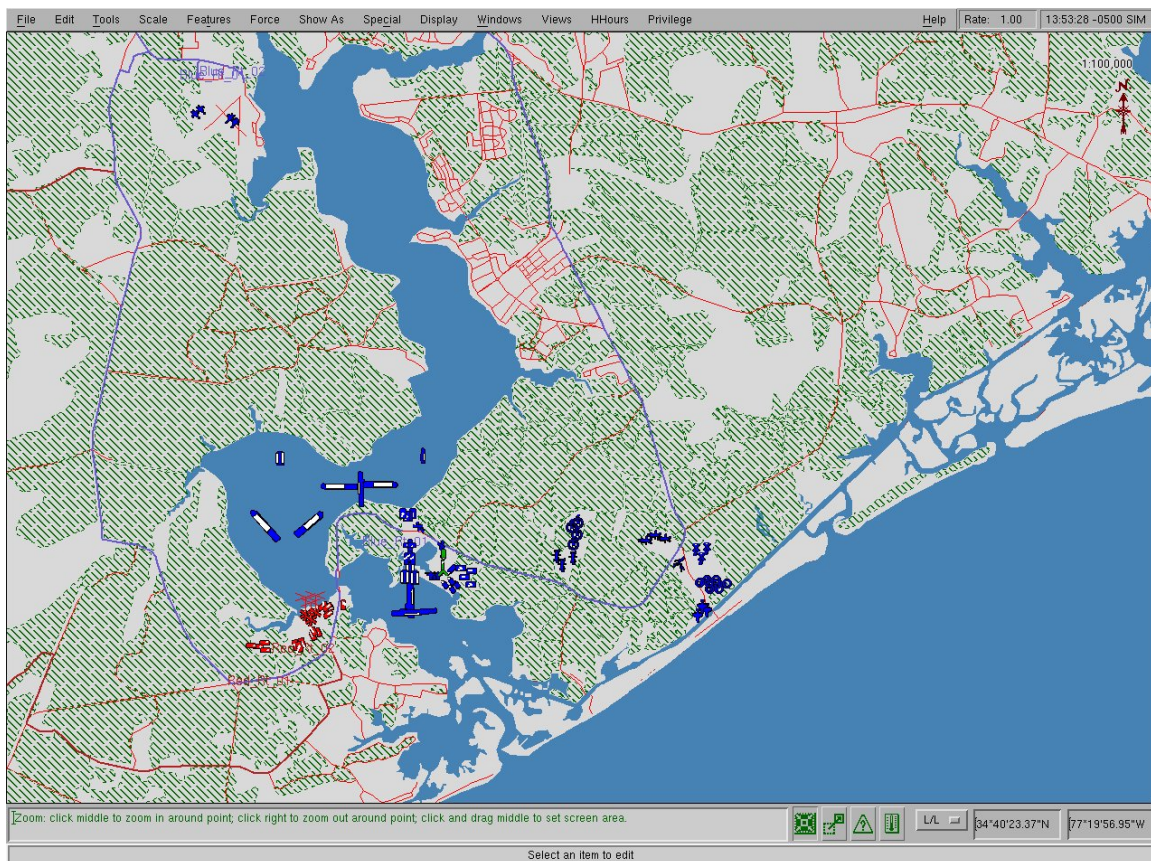 File Edit Tools Scale Features Force Show As Special Display Windows Views HHours Privilege Help Rate: 1.00 13:53:28 -0500 SIM
1:100,000
N
Blue_Pt_01
Red_Pt_02
Red_Pt_01
Zoom: click middle to zoom in around point; click right to zoom out around point; click and drag middle to set screen area.
L/L 34°40'23.37"N 77°19'56.95"W
Select an item to edit